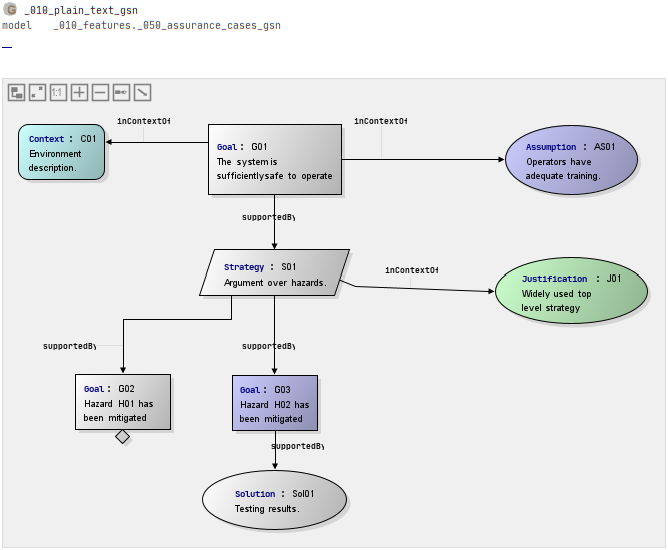 G _010_plain_text_gsn
model _010_features._050_assurance_cases_gsn
1:1
inContextOf
inContextOf
Context : C01
Environment
description.
Goal : G01
The system is
sufficientlysafe to operate
Assumption : AS01
Operators have
adequate training.
supportedBy
Strategy : S01
Argument over hazards.
inContextOf
Justification : J01
Widely used top
level strategy
supportedBy
supportedBy
Goal : G02
Hazard H01 has
been mitigated
Goal : G03
Hazard H02 has
been mitigated
supportedBy
Solution : Sol01
Testing results.